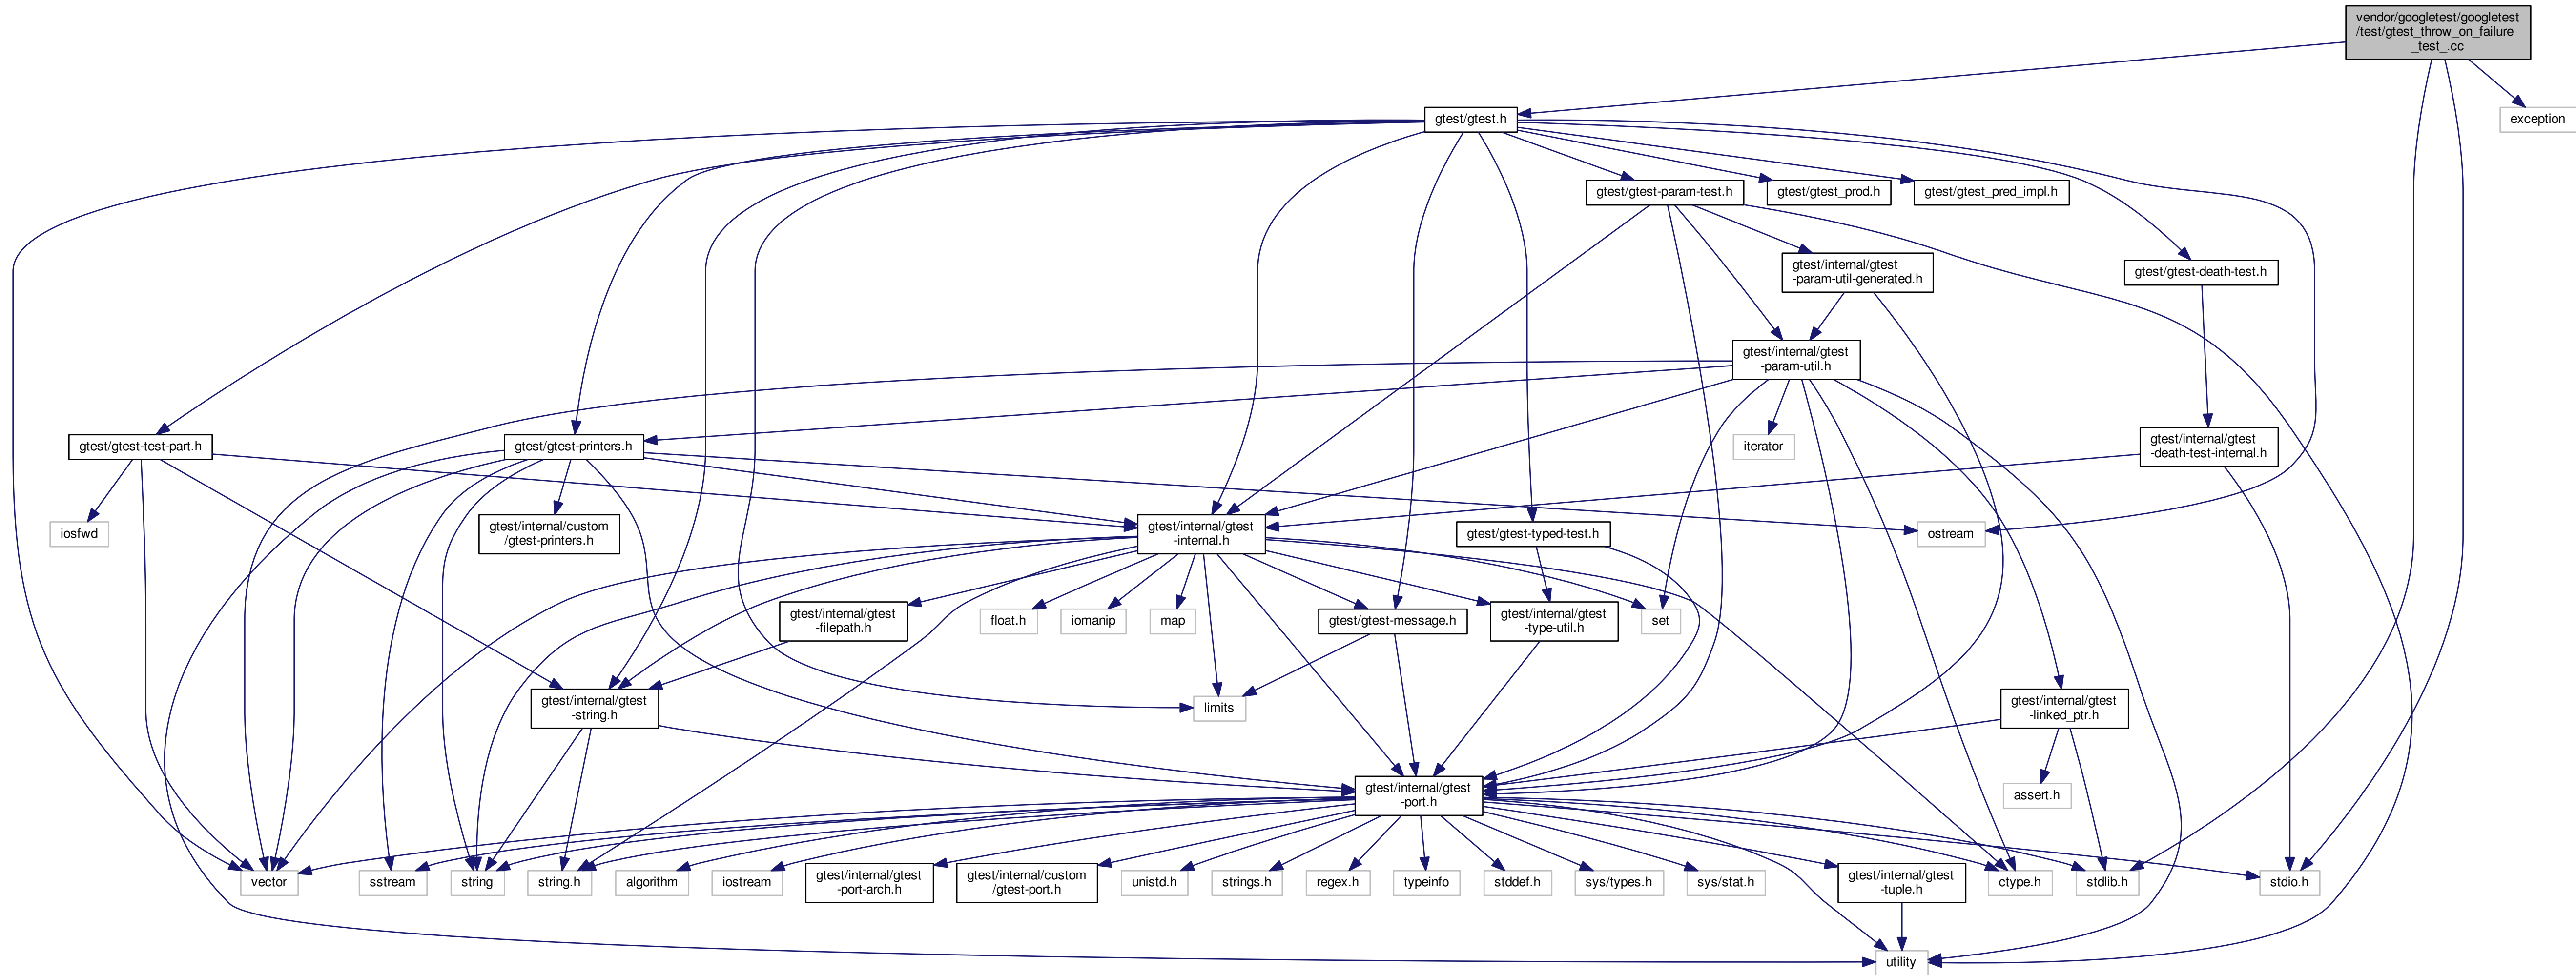 vendor/googletest/googletest
/test/gtest_throw_on_failure
_test_.cc
gtest/gtest.h
exception
gtest/gtest-param-test.h
gtest/gtest_prod.h
gtest/gtest_pred_impl.h
gtest/internal/gtest
-param-util-generated.h
gtest/gtest-death-test.h
gtest/internal/gtest
-param-util.h
gtest/gtest-test-part.h
gtest/gtest-printers.h
iterator
gtest/internal/gtest
-death-test-internal.h
iosfwd
gtest/internal/custom
/gtest-printers.h
gtest/internal/gtest
-internal.h
gtest/gtest-typed-test.h
ostream
gtest/internal/gtest
-filepath.h
float.h
iomanip
map
gtest/gtest-message.h
gtest/internal/gtest
-type-util.h
set
gtest/internal/gtest
-string.h
limits
gtest/internal/gtest
-linked_ptr.h
gtest/internal/gtest
-port.h
assert.h
vector
sstream
string
string.h
algorithm
iostream
gtest/internal/gtest
-port-arch.h
gtest/internal/custom
/gtest-port.h
unistd.h
strings.h
regex.h
typeinfo
stddef.h
sys/types.h
sys/stat.h
gtest/internal/gtest
-tuple.h
ctype.h
stdlib.h
stdio.h
utility